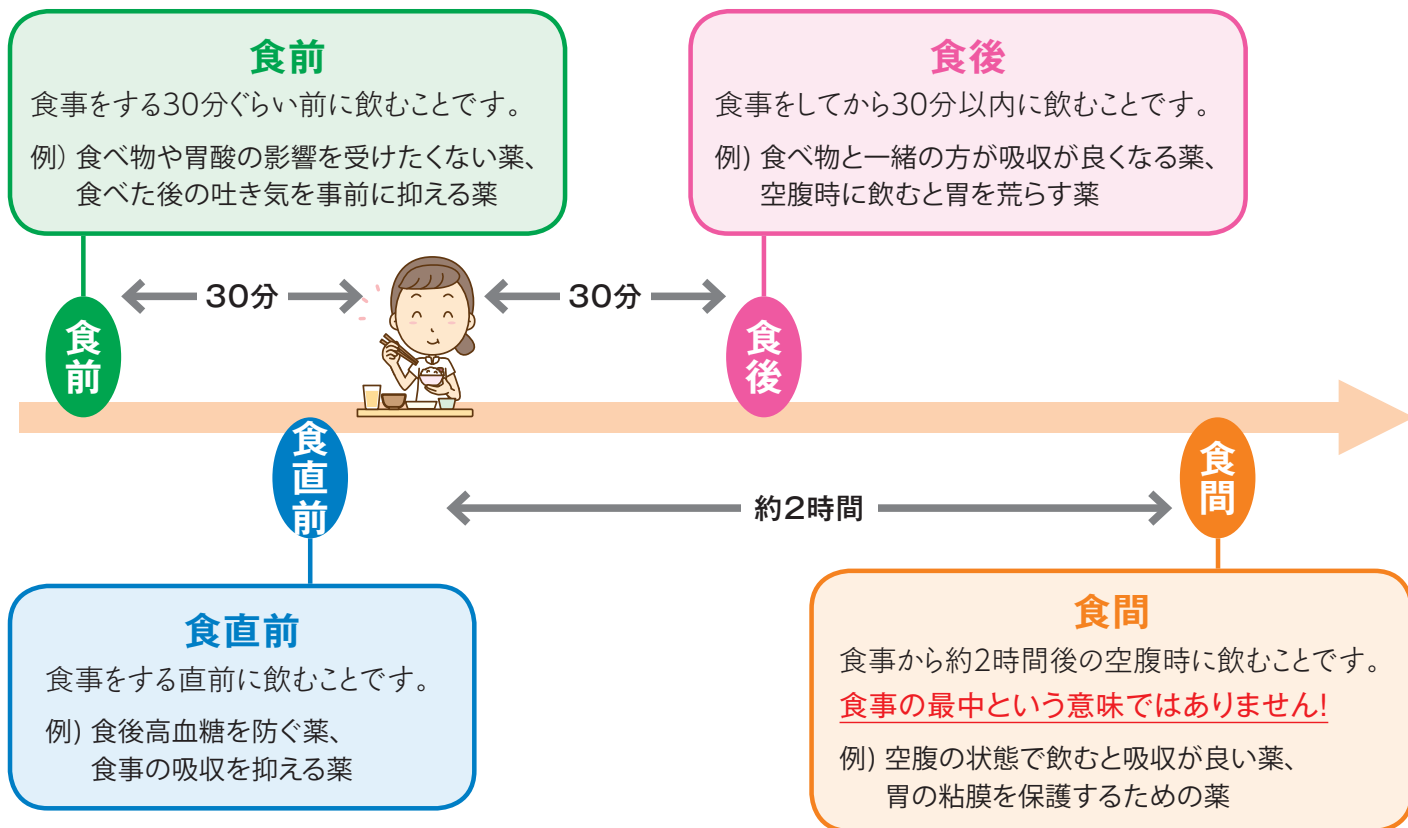 食前
食事をする30分ぐらい前に飲むことです。
例) 食べ物や胃酸の影響を受けたくない薬、
食べた後の吐き気を事前に抑える薬
食後
食事をしてから30分以内に飲むことです。
例) 食べ物と一緒の方が吸収が良くなる薬、
空腹時に飲むと胃を荒らす薬
30分
30分
食前
食後
食直前
食間
約2時間
食直前
食事をする直前に飲むことです。
例) 食後高血糖を防ぐ薬、
食事の吸収を抑える薬
食間
食事から約2時間後の空腹時に飲むことです。
食事の最中という意味ではありません!
例) 空腹の状態で飲むと吸収が良い薬、
胃の粘膜を保護するための薬